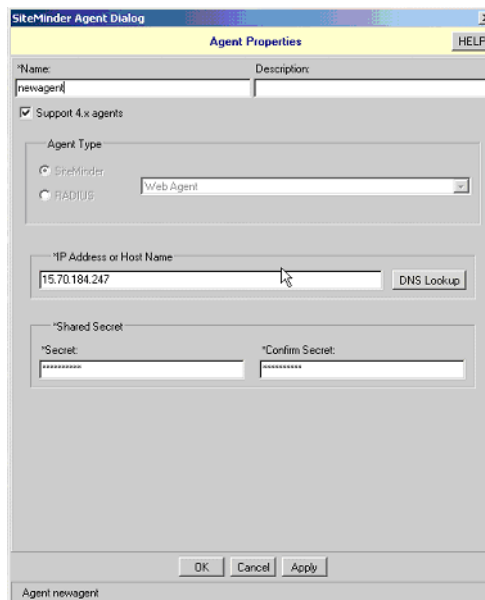 SiteMinder Agent Dialog
Agent Properties
HELP
*Name:
Description:
newagent
Support 4.x agents
Agent Type
SiteMinder
RADIUS
Web Agent
*IP Address or Host Name
15.70.184.247
DNS Lookup
*Shared Secret
*Secret:
*Confirm Secret:
**********
**********
OK
Cancel
Apply
Agent newagent